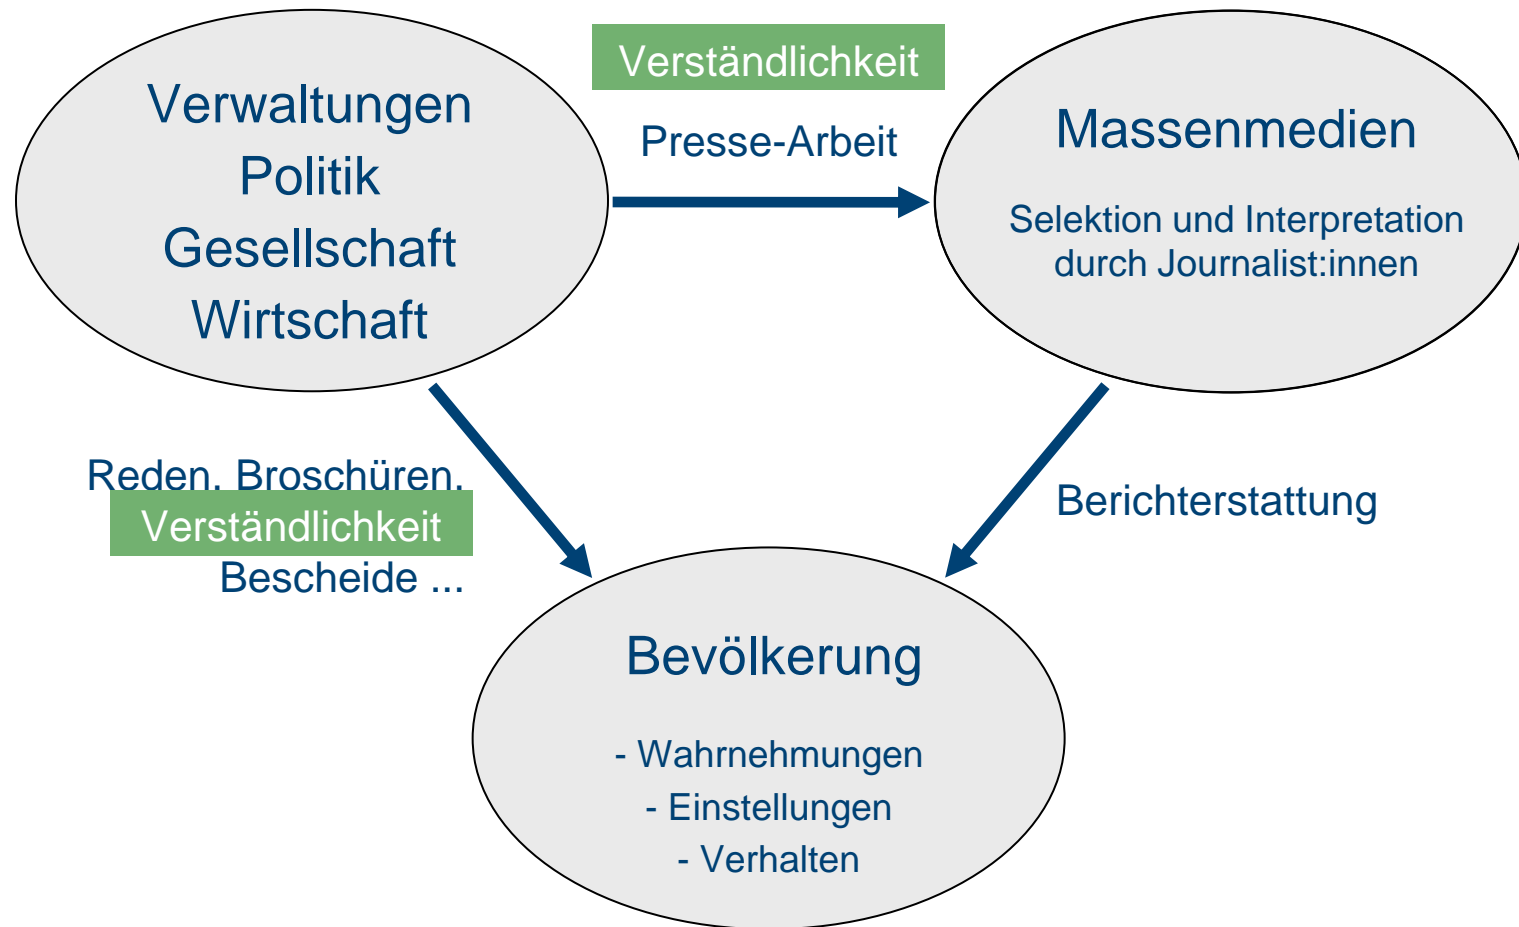 Verwaltungen
Politik
Gesellschaft
Wirtschaft
Verständlichkeit
Presse-Arbeit
Massenmedien
Selektion und Interpretation
durch Journalist:innen
Reden, Broschüren,
Verständlichkeit
Bescheide ...
Berichterstattung
Bevölkerung
- Wahrnehmungen
- Einstellungen
- Verhalten